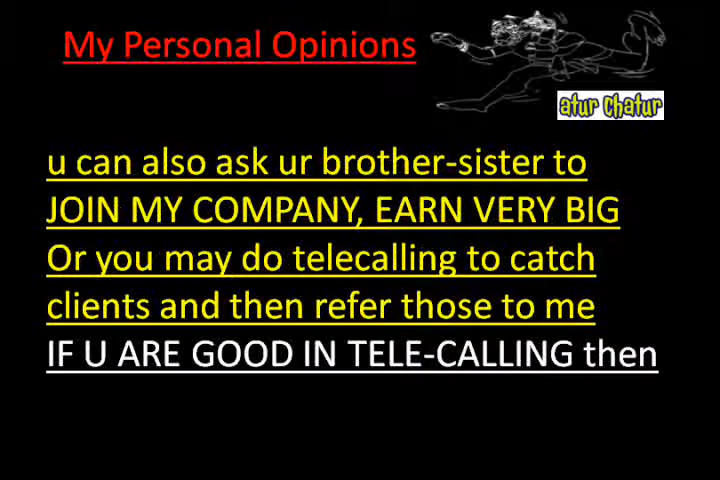 My Personal Opinions
atur chatur
u can also ask ur brother-sister to
JOIN MY COMPANY, EARN VERY BIG
Or you may do telecalling to catch
clients and then refer those to me
IF U ARE GOOD IN TELE-CALLING then